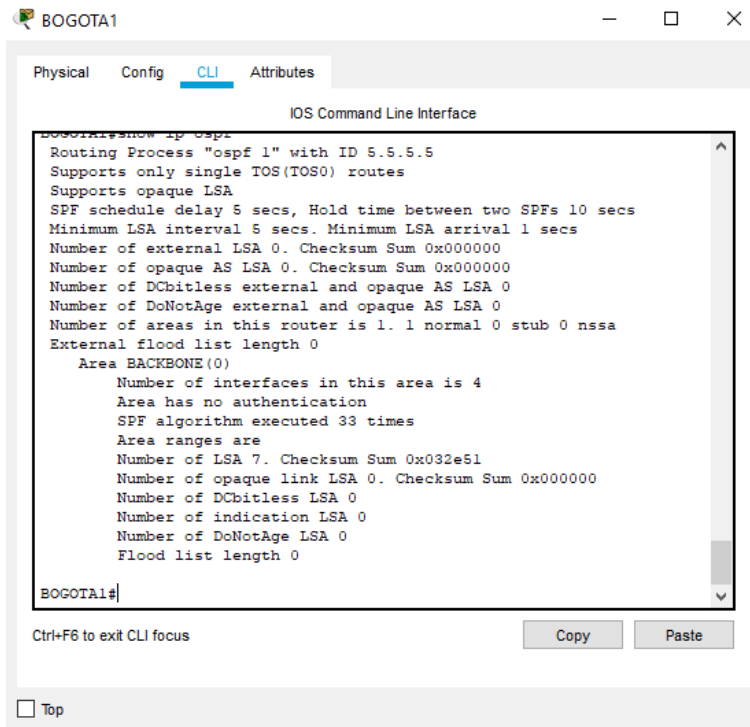 BOGOTA1
Physical Config CLI Attributes
IOS Command Line Interface
BOGOTA1#show ip ospf
Routing Process "ospf 1" with ID 5.5.5.5
Supports only single TOS(TOS0) routes
Supports opaque LSA
SPF schedule delay 5 secs, Hold time between two SPFs 10 secs
Minimum LSA interval 5 secs. Minimum LSA arrival 1 secs
Number of external LSA 0. Checksum Sum 0x000000
Number of opaque AS LSA 0. Checksum Sum 0x000000
Number of DCbitless external and opaque AS LSA 0
Number of DoNotAge external and opaque AS LSA 0
Number of areas in this router is 1. 1 normal 0 stub 0 nssa
External flood list length 0
Area BACKBONE(0)
Number of interfaces in this area is 4
Area has no authentication
SPF algorithm executed 33 times
Area ranges are
Number of LSA 7. Checksum Sum 0x032e51
Number of opaque link LSA 0. Checksum Sum 0x000000
Number of DCbitless LSA 0
Number of indication LSA 0
Number of DoNotAge LSA 0
Flood list length 0
BOGOTA1#
Ctrl+F6 to exit CLI focus
Copy Paste
Top